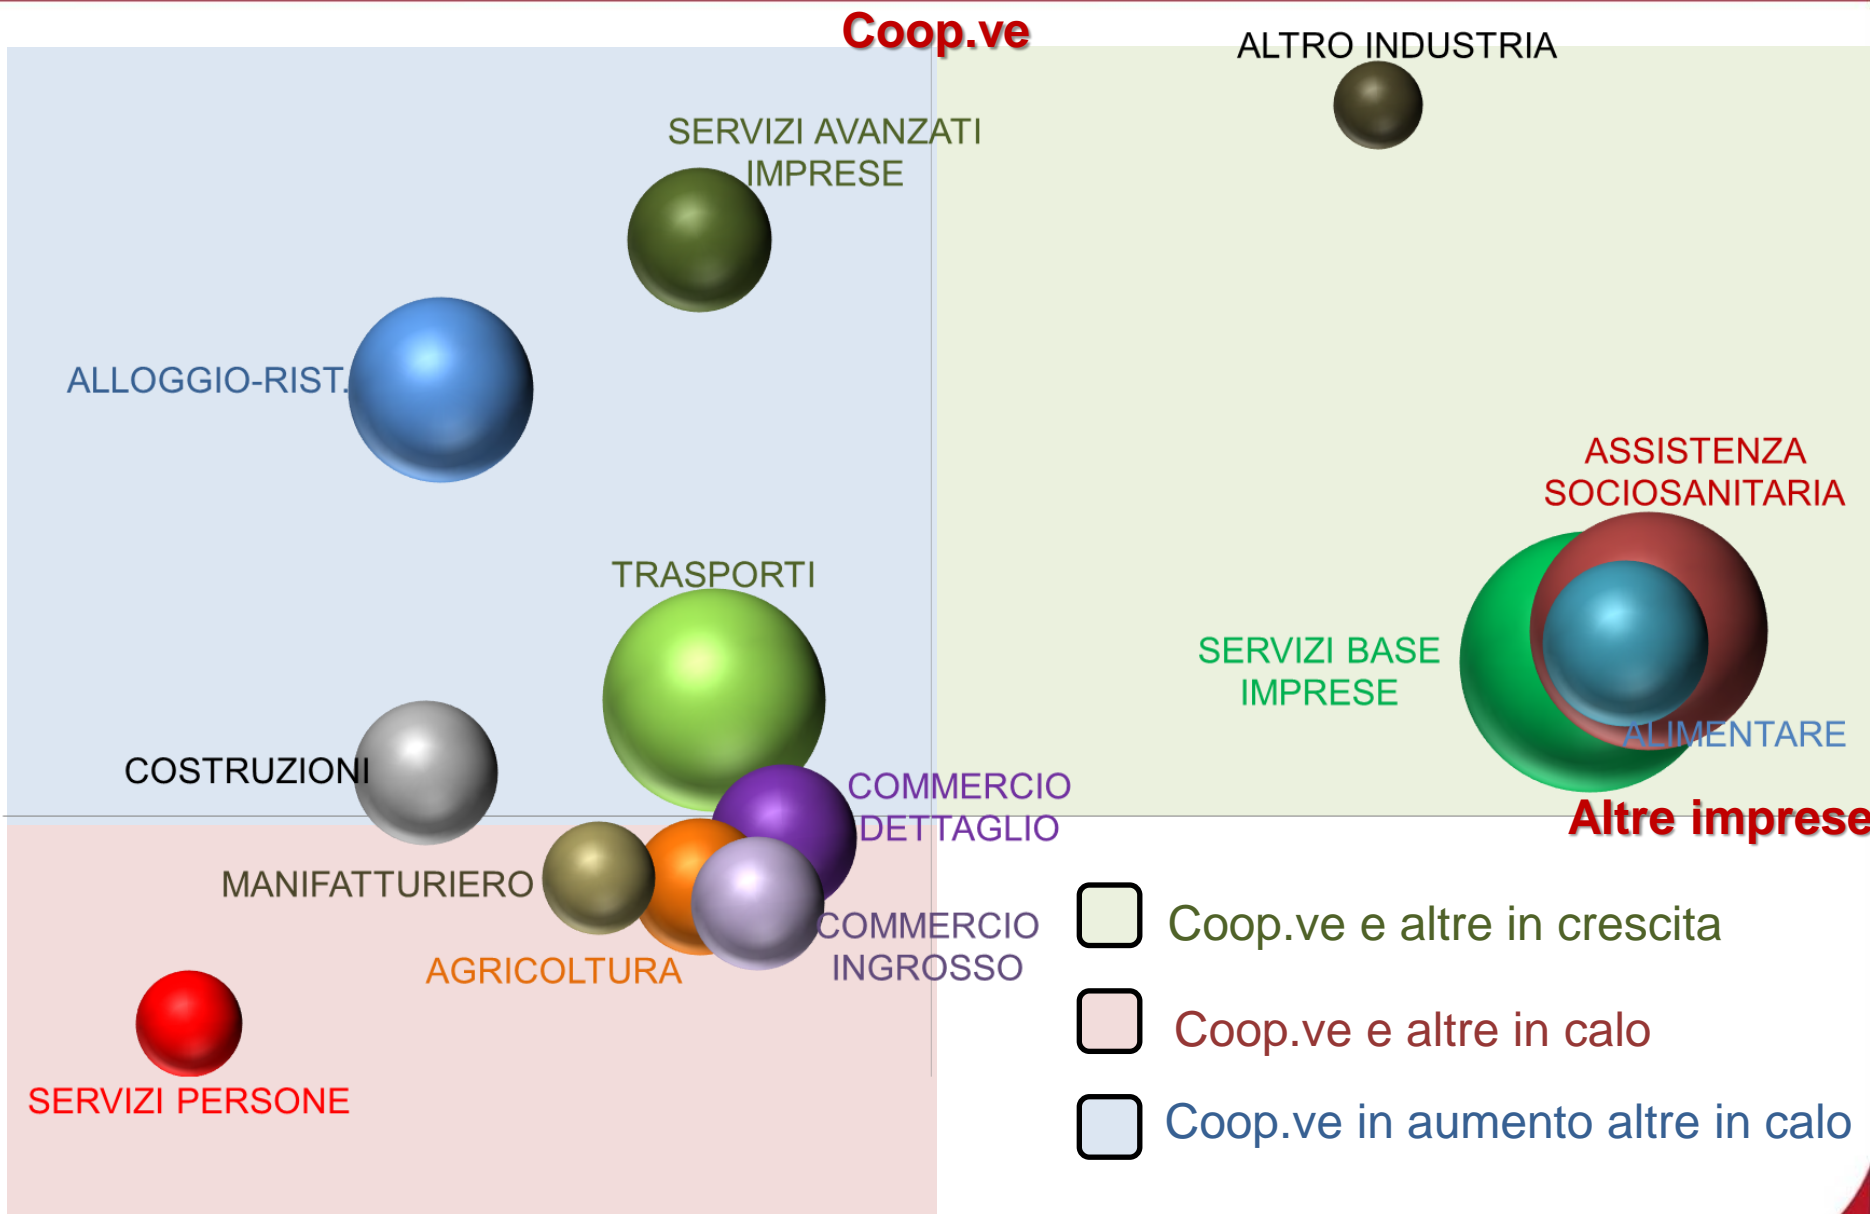 Coop.ve
ALTRO INDUSTRIA
SERVIZI AVANZATI
IMPRESE
ALLOGGIO-RIST.
ASSISTENZA
SOCIOSANITARIA
TRASPORTI
SERVIZI BASE
IMPRESE
ALIMENTARE
COSTRUZIONI
COMMERCIO
DETTAGLIO
Altre imprese
MANIFATTURIERO
COMMERCIO
INGROSSO
AGRICOLTURA
SERVIZI PERSONE
Coop.ve e altre in crescita
Coop.ve e altre in calo
Coop.ve in aumento altre in calo